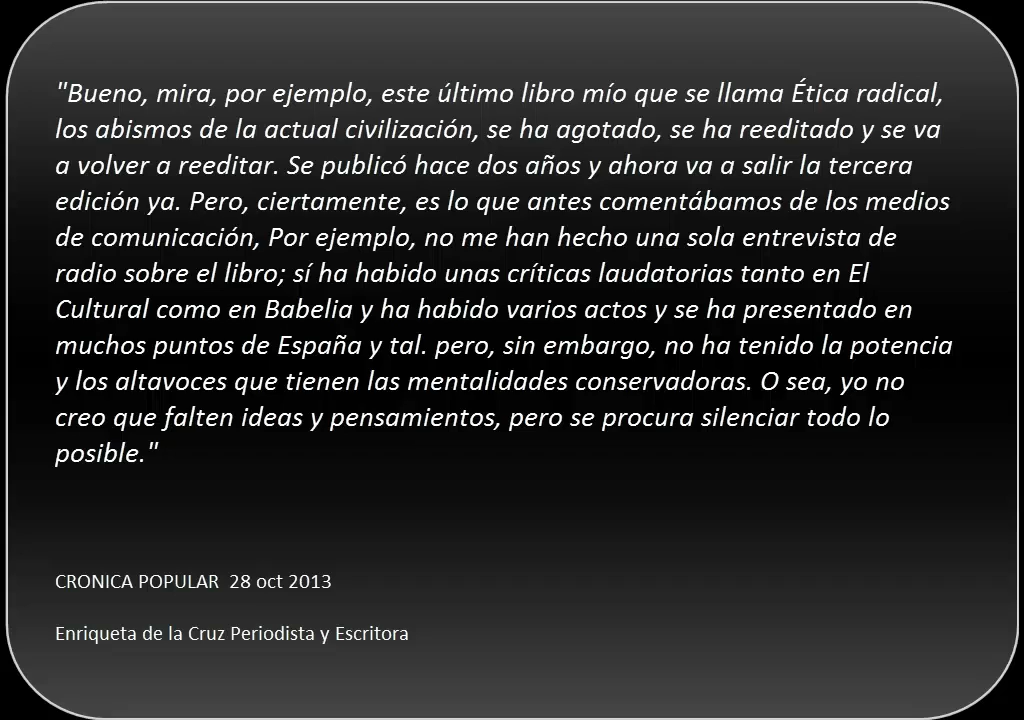 "Bueno, mira, por ejemplo, este último libro mío que se llama Ética radical,
los abismos de la actual civilización, se ha agotado, se ha reeditado y se va
a volver a reeditar. Se publicó hace dos años y ahora va a salir la tercera
edición ya. Pero, ciertamente, es lo que antes comentábamos de los medios
de comunicación, Por ejemplo, no me han hecho una sola entrevista de
radio sobre el libro; sí ha habido unas críticas laudatorias tanto en El
Cultural como en Babelia y ha habido varios actos y se ha presentado en
muchos puntos de España y tal. pero, sin embargo, no ha tenido la potencia
y los altavoces que tienen las mentalidades conservadoras. O sea, yo no
creo que falten ideas y pensamientos, pero se procura silenciar todo lo
posible."
CRONICA POPULAR  28 oct 2013
Enriqueta de la Cruz Periodista y Escritora